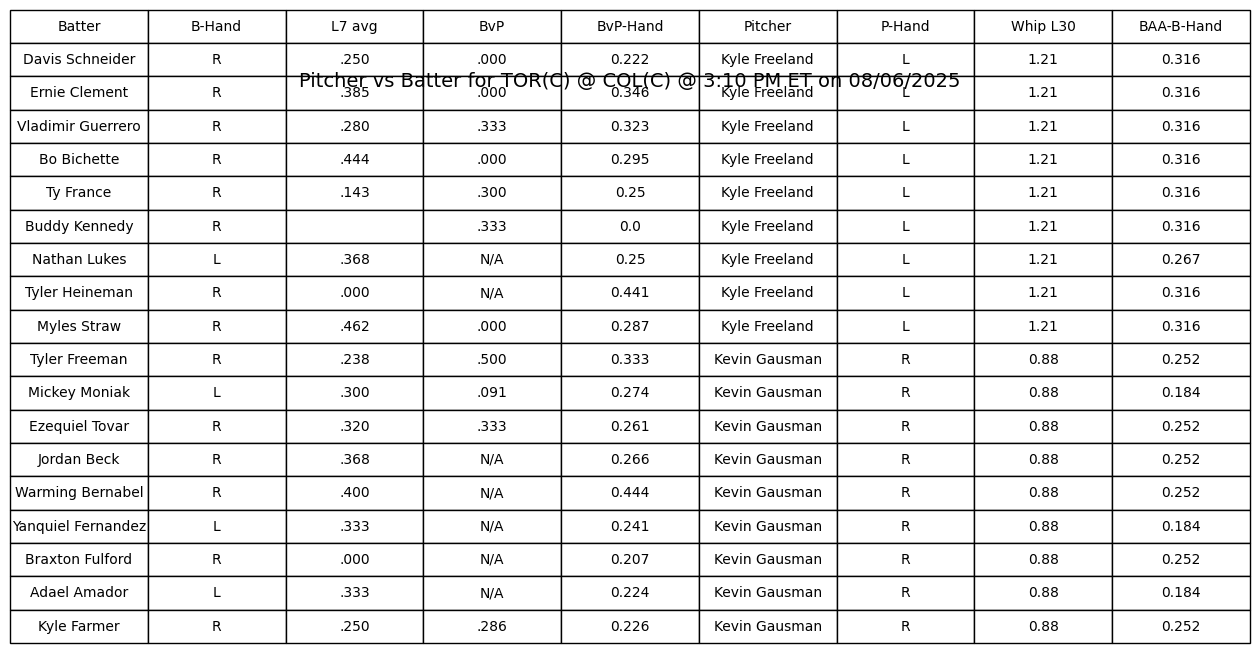 Batter B-Hand L7 avg BvP BvP-Hand Pitcher P-Hand Whip L30 BAA-B-Hand
Davis Schneider R .250 .000 0.222 Kyle Freeland L 1.21 0.316
Pitcher vs Batter for TOR(C) @ COL(C) @ 3:10 PM ET on 08/06/2025
Ernie Clement R .385 .000 0.346 Kyle Freeland L 1.21 0.316
Vladimir Guerrero R .280 .333 0.323 Kyle Freeland L 1.21 0.316
Bo Bichette R .444 .000 0.295 Kyle Freeland L 1.21 0.316
Ty France R .143 .300 0.25 Kyle Freeland L 1.21 0.316
Buddy Kennedy R .333 0.0 Kyle Freeland L 1.21 0.316
Nathan Lukes L .368 N/A 0.25 Kyle Freeland L 1.21 0.267
Tyler Heineman R .000 N/A 0.441 Kyle Freeland L 1.21 0.316
Myles Straw R .462 .000 0.287 Kyle Freeland L 1.21 0.316
Tyler Freeman R .238 .500 0.333 Kevin Gausman R 0.88 0.252
Mickey Moniak L .300 .091 0.274 Kevin Gausman R 0.88 0.184
Ezequiel Tovar R .320 .333 0.261 Kevin Gausman R 0.88 0.252
Jordan Beck R .368 N/A 0.266 Kevin Gausman R 0.88 0.252
Warming Bernabel R .400 N/A 0.444 Kevin Gausman R 0.88 0.252
Yanquiel Fernandez L .333 N/A 0.241 Kevin Gausman R 0.88 0.184
Braxton Fulford R .000 N/A 0.207 Kevin Gausman R 0.88 0.252
Adael Amador L .333 N/A 0.224 Kevin Gausman R 0.88 0.184
Kyle Farmer R .250 .286 0.226 Kevin Gausman R 0.88 0.252